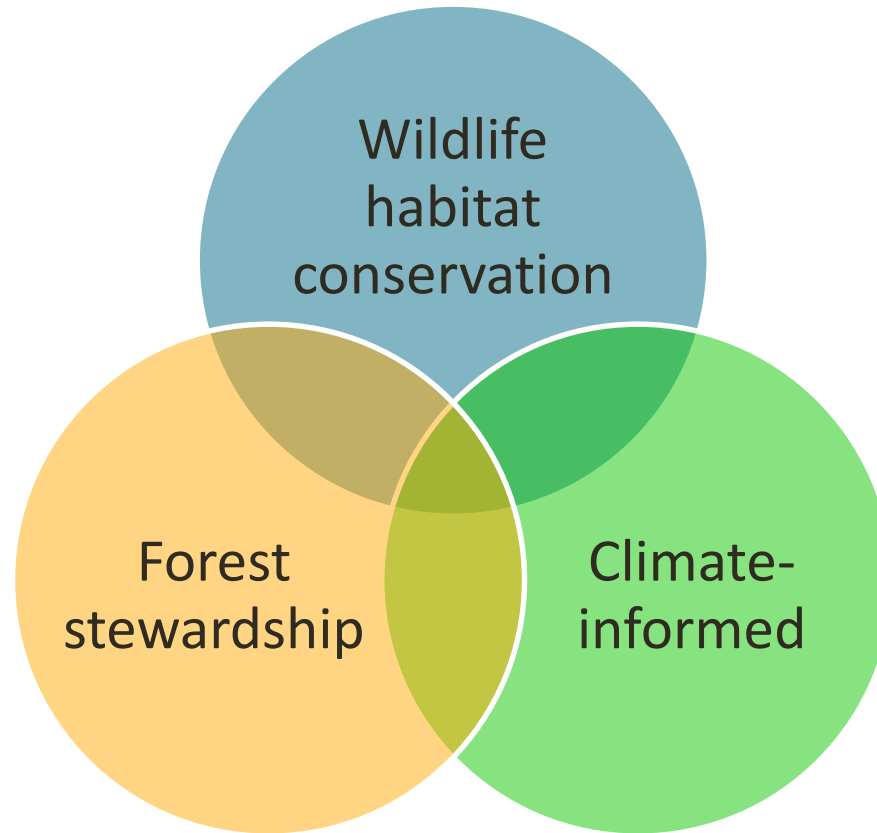 Wildlife
habitat
conservation
Forest
stewardship
Climate-
informed